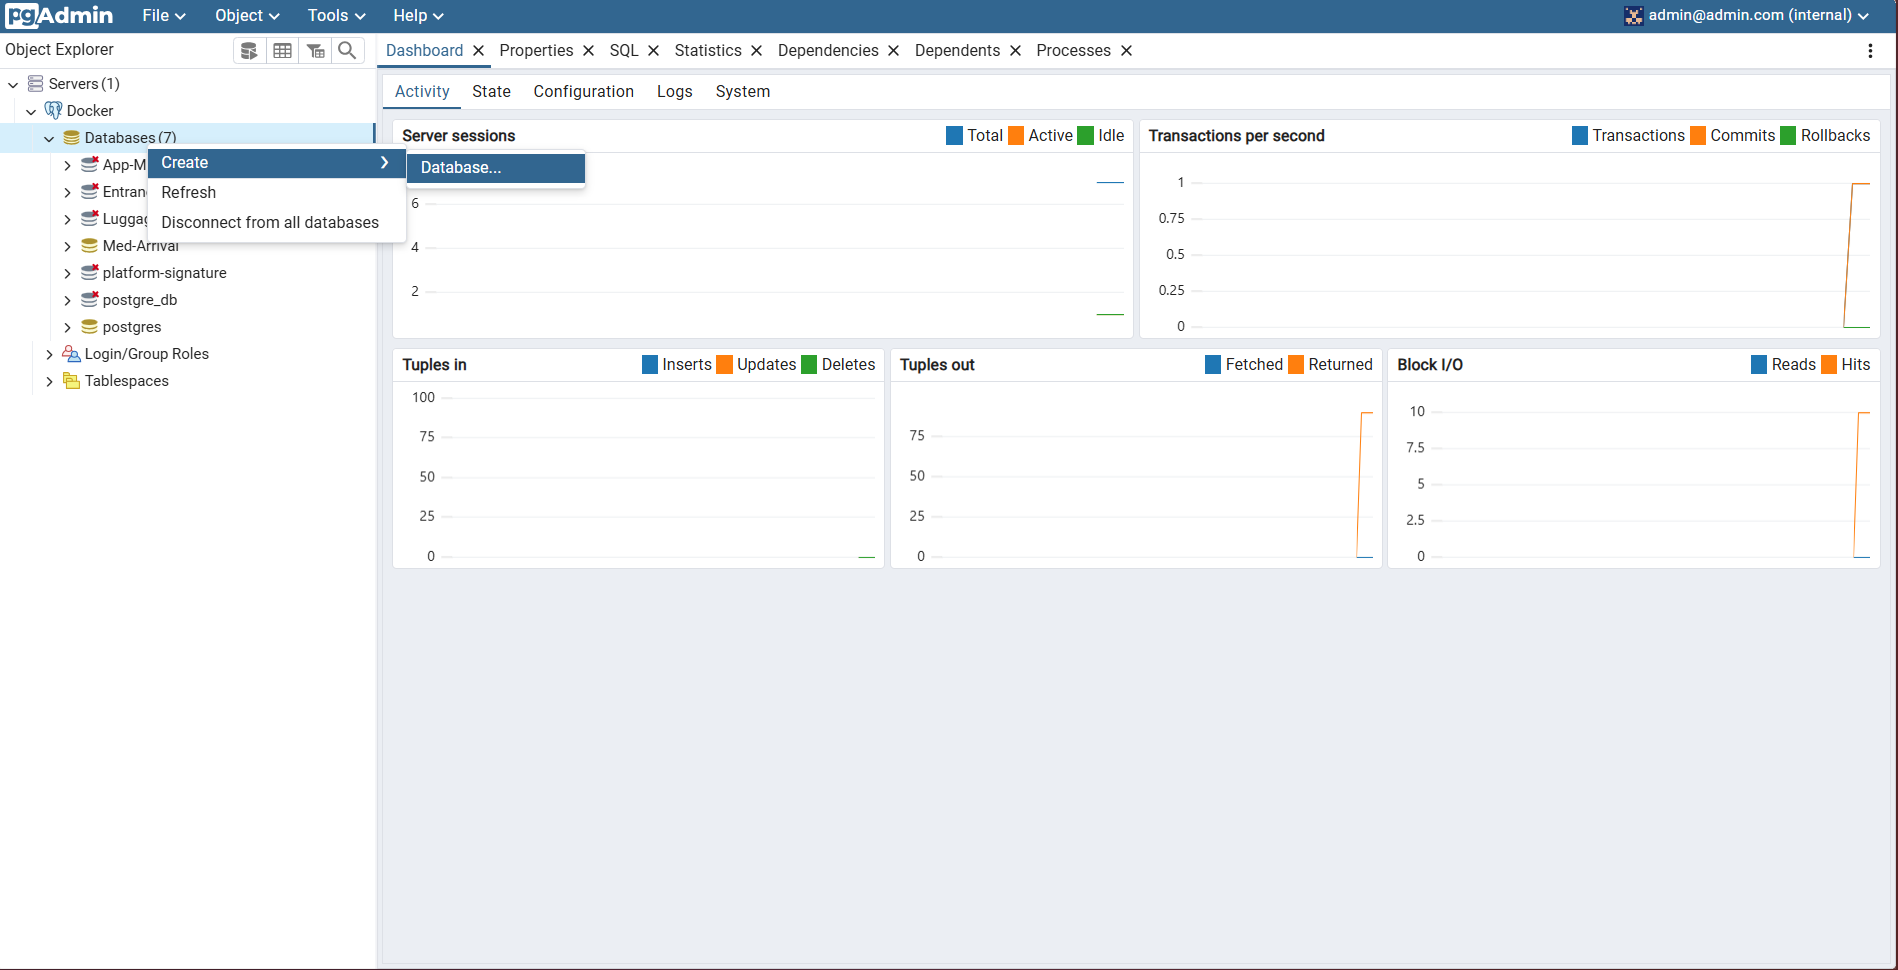 pgAdmin File Object Tools Help admin@admin.com (internal)
Object Explorer
Dashboard Properties SQL Statistics Dependencies Dependents Processes
Servers (1)
Docker
Databases (7)
App-M
Entran
Luggag
Med-Arrival
platform-signature
postgre_db
postgres
Login/Group Roles
Tablespaces
Create
Refresh
Disconnect from all databases
Database...
Activity State Configuration Logs System
Server sessions Total Active Idle
6
4
2
Transactions per second Transactions Commits Rollbacks
1
0.75
0.5
0.25
0
Tuples in Inserts Updates Deletes
100
75
50
25
0
Tuples out Fetched Returned
75
50
25
0
Block I/O Reads Hits
10
7.5
5
2.5
0